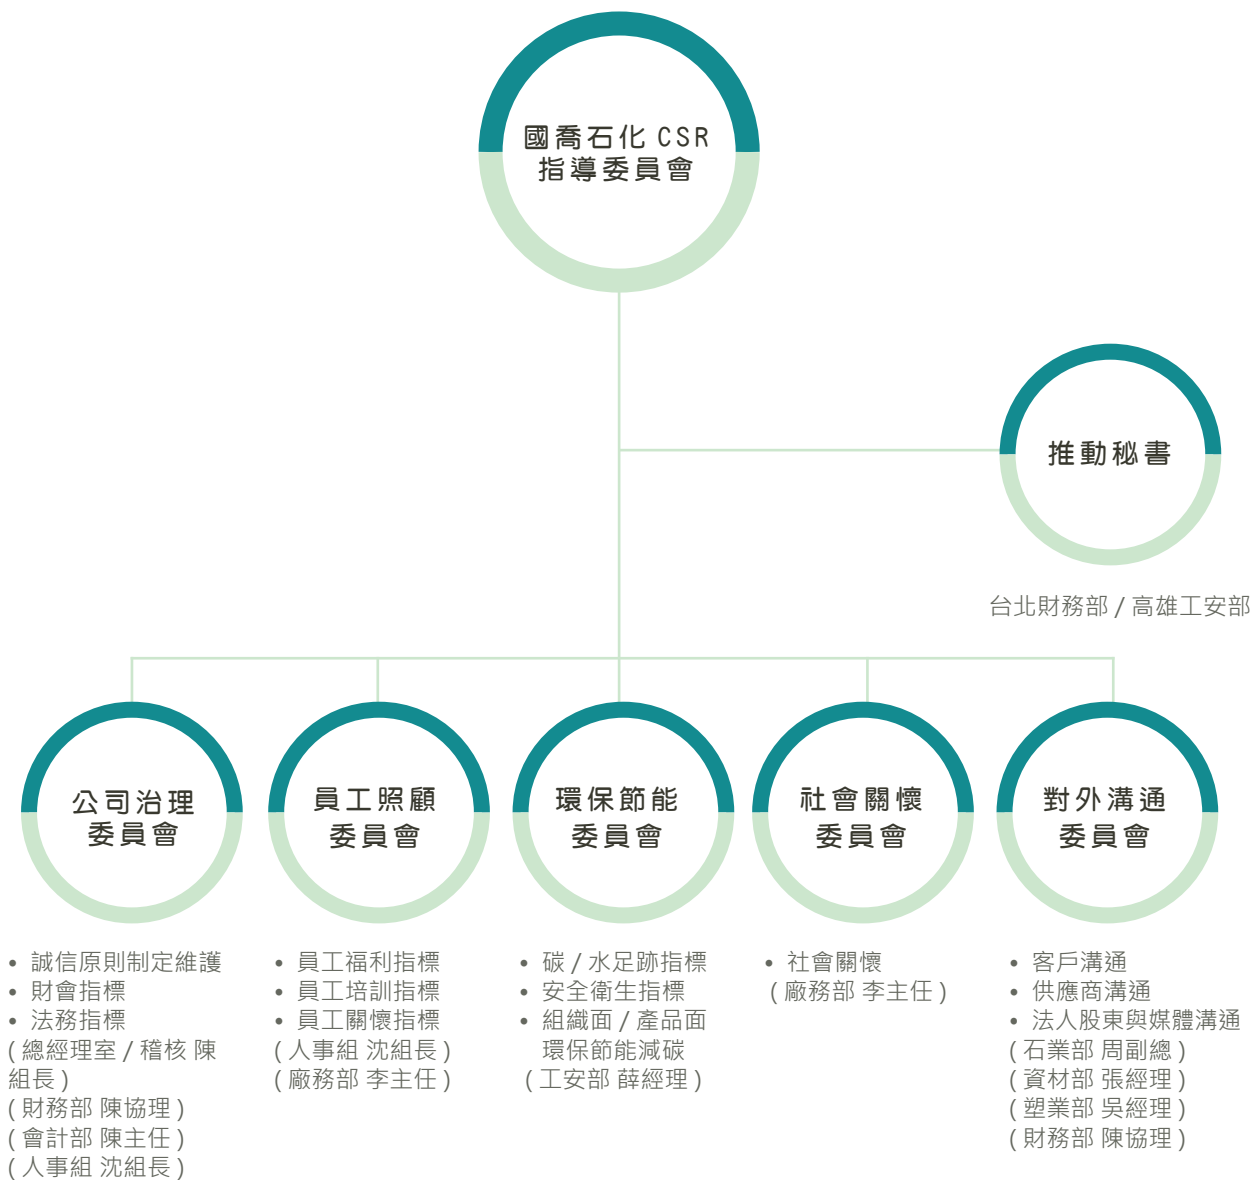 國喬石化 CSR
指導委員會
推動秘書
台北財務部 / 高雄工安部
公司治理
委員會
• 誠信原則制定維護
• 財會指標
• 法務指標
( 總經理室 / 稽核 陳
組長 )
( 財務部 陳協理 )
( 會計部 陳主任 )
( 人事組 沈組長 )
員工照顧
委員會
• 員工福利指標
• 員工培訓指標
• 員工關懷指標
( 人事組 沈組長 )
( 廠務部 李主任 )
環保節能
委員會
• 碳 / 水足跡指標
• 安全衛生指標
• 組織面 / 產品面
環保節能減碳
( 工安部 薛經理 )
社會關懷
委員會
• 社會關懷
( 廠務部 李主任 )
對外溝通
委員會
• 客戶溝通
• 供應商溝通
• 法人股東與媒體溝通
( 石業部 周副總 )
( 資材部 張經理 )
( 塑業部 吳經理 )
( 財務部 陳協理 )